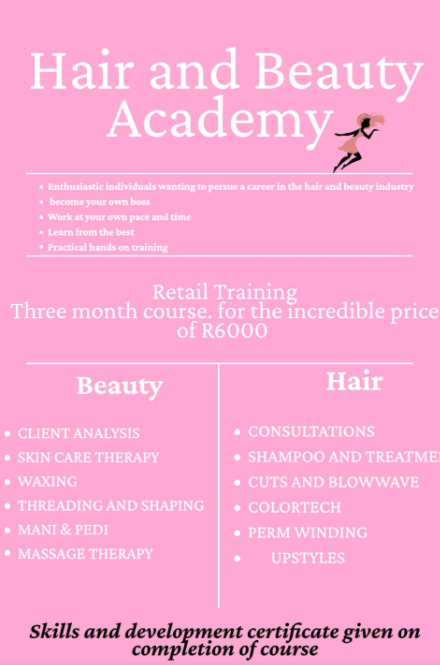 Hair and Beauty
Academy
Enthusiastic individuals wanting to persue a career in the hair and beauty industry
become your own boss
Work at your own pace and time
Learn from the best
Practical hands on training
Retail Training
Three month course. for the incredible price
of R6000
Beauty
CLIENT ANALYSIS
SKIN CARE THERAPY
WAXING
THREADING AND SHAPING
MANI & PEDI
MASSAGE THERAPY
Hair
CONSULTATIONS
SHAMPOO AND TREATME
CUTS AND BLOWWAVE
COLORTECH
PERM WINDING
UPSTYLES
Skills and development certificate given on
completion of course